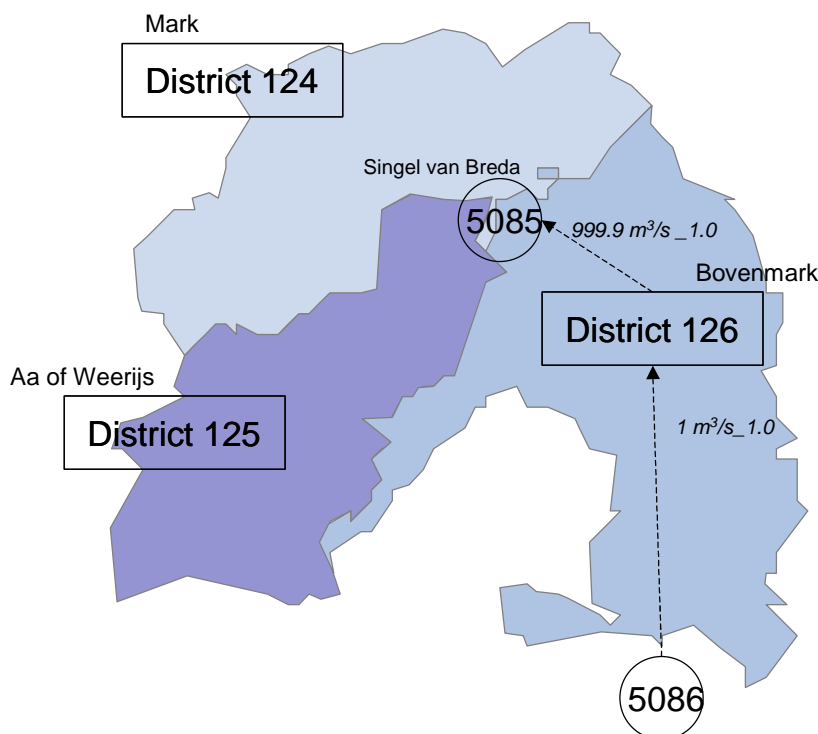 Mark
District 124
Singel van Breda
5085
999.9 m³/s _1.0
Bovenmark
District 126
Aa of Weerijs
District 125
1 m³/s_1.0
5086